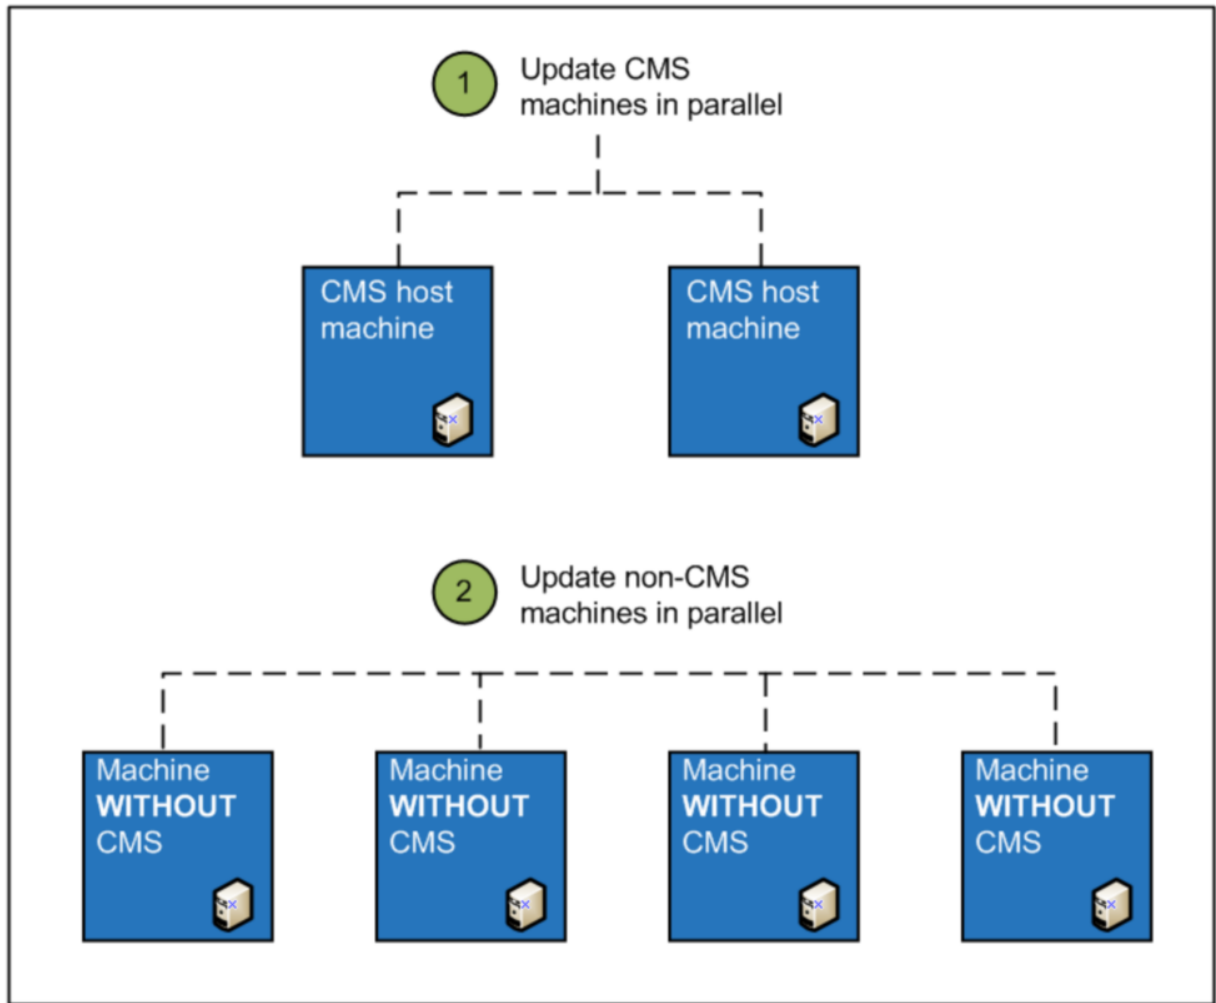 1
Update CMS
machines in parallel
CMS host
machine
CMS host
machine
2
Update non-CMS
machines in parallel
Machine
WITHOUT
CMS
Machine
WITHOUT
CMS
Machine
WITHOUT
CMS
Machine
WITHOUT
CMS